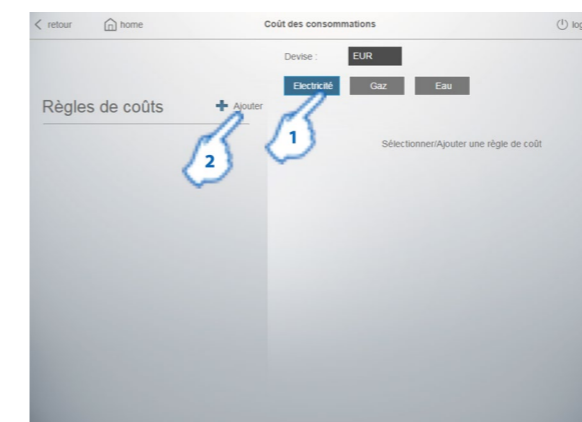 retour home Coût des consommations log
Devise : EUR
Electricité Gaz Eau
Règles de coûts Ajouter
1
Sélectionner/Ajouter une règle de coût
2